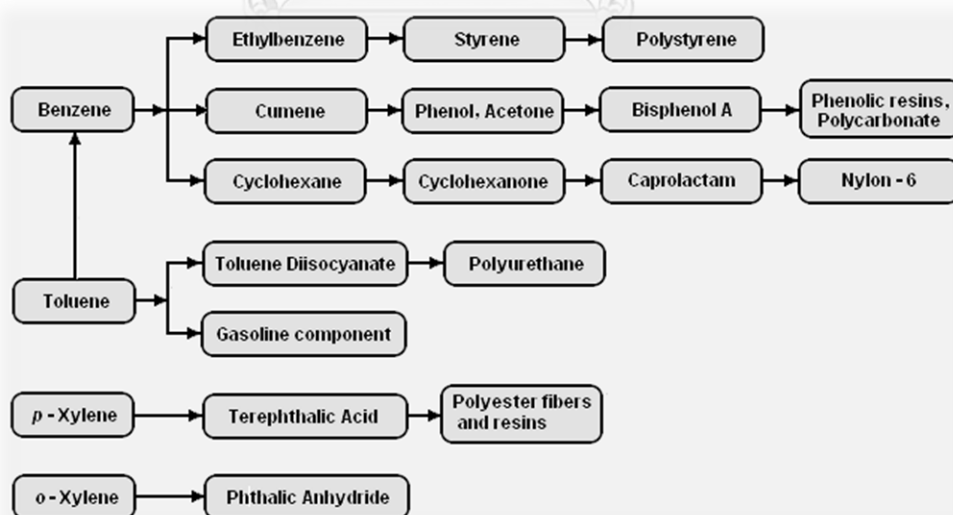 Ethylbenzene
Styrene
Polystyrene
Benzene
Cumene
Phenol, Acetone
Bisphenol A
Phenolic resins,
Polycarbonate
Cyclohexane
Cyclohexanone
Caprolactam
Nylon - 6
Toluene
Toluene Diisocyanate
Polyurethane
Gasoline component
p - Xylene
Terephthalic Acid
Polyester fibers
and resins
o - Xylene
Phthalic Anhydride